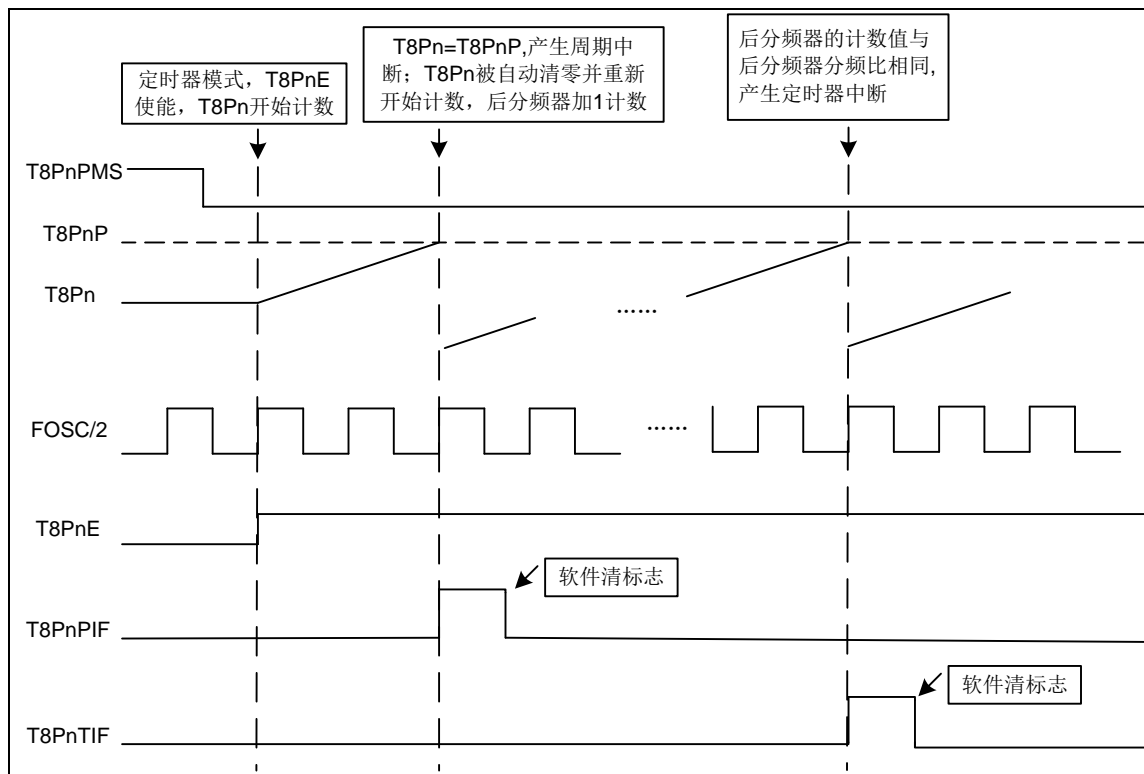 定时器模式，T8PnE
使能，T8Pn开始计数
T8Pn=T8PnP,产生周期中
断；T8Pn被自动清零并重新
开始计数，后分频器加1计数
后分频器的计数值与
后分频器分频比相同,
产生定时器中断
T8PnPMS
T8PnP
T8Pn
......
FOSC/2
......
T8PnE
软件清标志
T8PnPIF
软件清标志
T8PnTIF